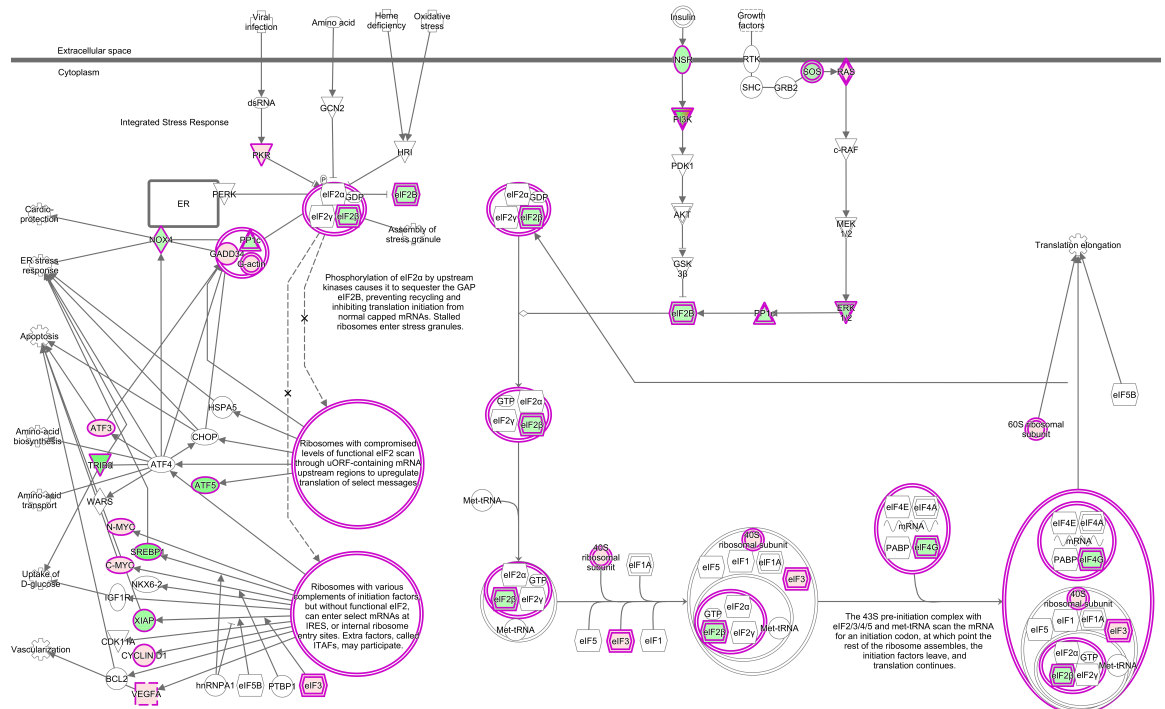 Viral
infection
Amino acid
Heme
deficiency
Oxidative
stress
Insulin
Growth
factors
Extracellular space
Cytoplasm
INSR
RTK
SHC
GRB2
SOS
RAS
dsRNA
GCN2
Integrated Stress Response
PKR
HRI
PI3K
PDK1
c-RAF
PERK
ER
P
eIF2α
GDP
eIF2γ
eIF2β
eIF2B
Assembly of
stress granule
eIF2α
GDP
eIF2γ
eIF2β
AKT
MEK
1/2
Cardio-
protection
NOX4
PP1c
GADD34
G-actin
ER stress
response
GSK
3β
Translation elongation
Phosphorylation of eIF2α by upstream
kinases causes it to sequester the GAP
eIF2B, preventing recycling and
inhibiting translation initiation from
normal capped mRNAs. Stalled
ribosomes enter stress granules.
eIF2B
PP1c
ERK
1/2
Apoptosis
HSPA5
GTP
eIF2α
eIF2γ
eIF2β
eIF5B
60S ribosomal
subunit
ATF3
CHOP
Amino acid
biosynthesis
TRIB3
ATF4
ATF5
Ribosomes with compromised
levels of functional eIF2 scan
through uORF-containing mRNA
upstream regions to upregulate
translation of select messages
Amino acid
transport
WARS
Met-tRNA
N-MYC
SREBP1
C-MYC
Uptake of
D-glucose
NKX6-2
IGF1R
XIAP
CDK11A
CYCLIN D1
Vascularization
BCL2
VEGFA
Ribosomes with various
complements of initiation factors
but without functional eIF2,
can enter select mRNAs at
IRES, or internal ribosome
entry sites. Extra factors, called
ITAFs, may participate.
hnRNPA1
eIF5B
PTBP1
eIF3
eIF2α
GTP
eIF2β
eIF2γ
Met-tRNA
40S
ribosomal
subunit
eIF1A
eIF5
eIF3
eIF1
40S
ribosomal subunit
eIF5
eIF1
eIF1A
eIF3
GTP
eIF2α
eIF2β
eIF2γ
Met-tRNA
eIF4E
eIF4A
mRNA
PABP
eIF4G
The 43S pre-initiation complex with
eIF2/3/4/5 and met-tRNA scan the mRNA
for an initiation codon, at which point the
rest of the ribosome assembles, the
initiation factors leave, and
translation continues.
eIF4E
eIF4A
mRNA
PABP
eIF4G
40S
ribosomal subunit
eIF5
eIF1
eIF1A
eIF3
eIF2α
GTP
eIF2β
eIF2γ
Met-tRNA